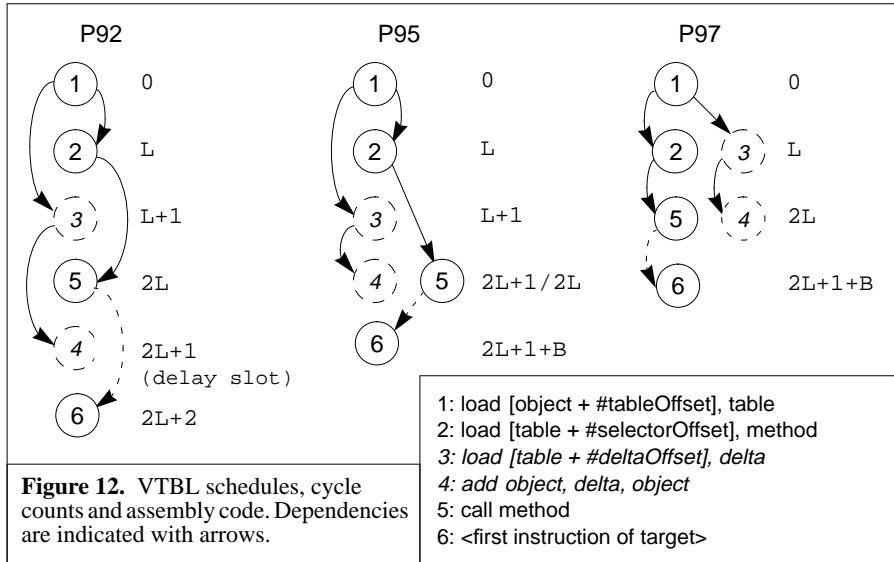 P92
1 0
2 L
3 L+1
5 2L
4 2L+1
(delay slot)
6 2L+2
P95
1 0
2 L
3 L+1
4 5 2L+1/2L
6 2L+1+B
P97
1 0
2 3 L
5 4 2L
6 2L+1+B
1: load [object + #tableOffset], table
2: load [table + #selectorOffset], method
3: load [table + #deltaOffset], delta
4: add object, delta, object
5: call method
6: <first instruction of target>
Figure 12. VTBL schedules, cycle
counts and assembly code. Dependencies
are indicated with arrows.